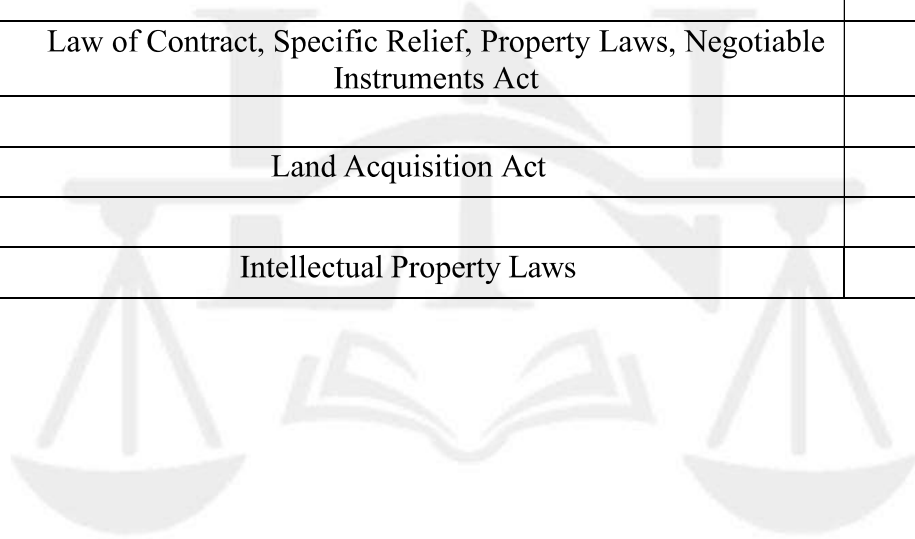 Law of Contract, Specific Relief, Property Laws, Negotiable
Instruments Act
Land Acquisition Act
Intellectual Property Laws